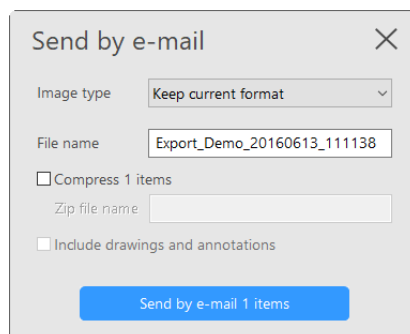 Send by e-mail
Image type Keep current format
File name Export_Demo_20160613_111138
Compress 1 items
Zip file name
Include drawings and annotations
Send by e-mail 1 items